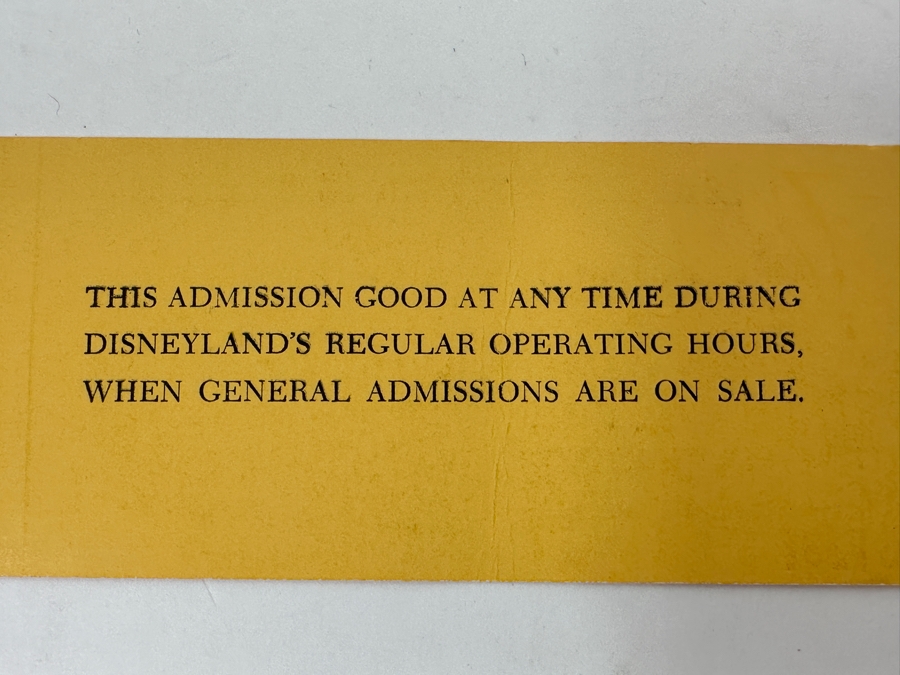 THIS ADMISSION GOOD AT ANY TIME DURING
DISNEYLAND'S REGULAR OPERATING HOURS,
WHEN GENERAL ADMISSIONS ARE ON SALE.